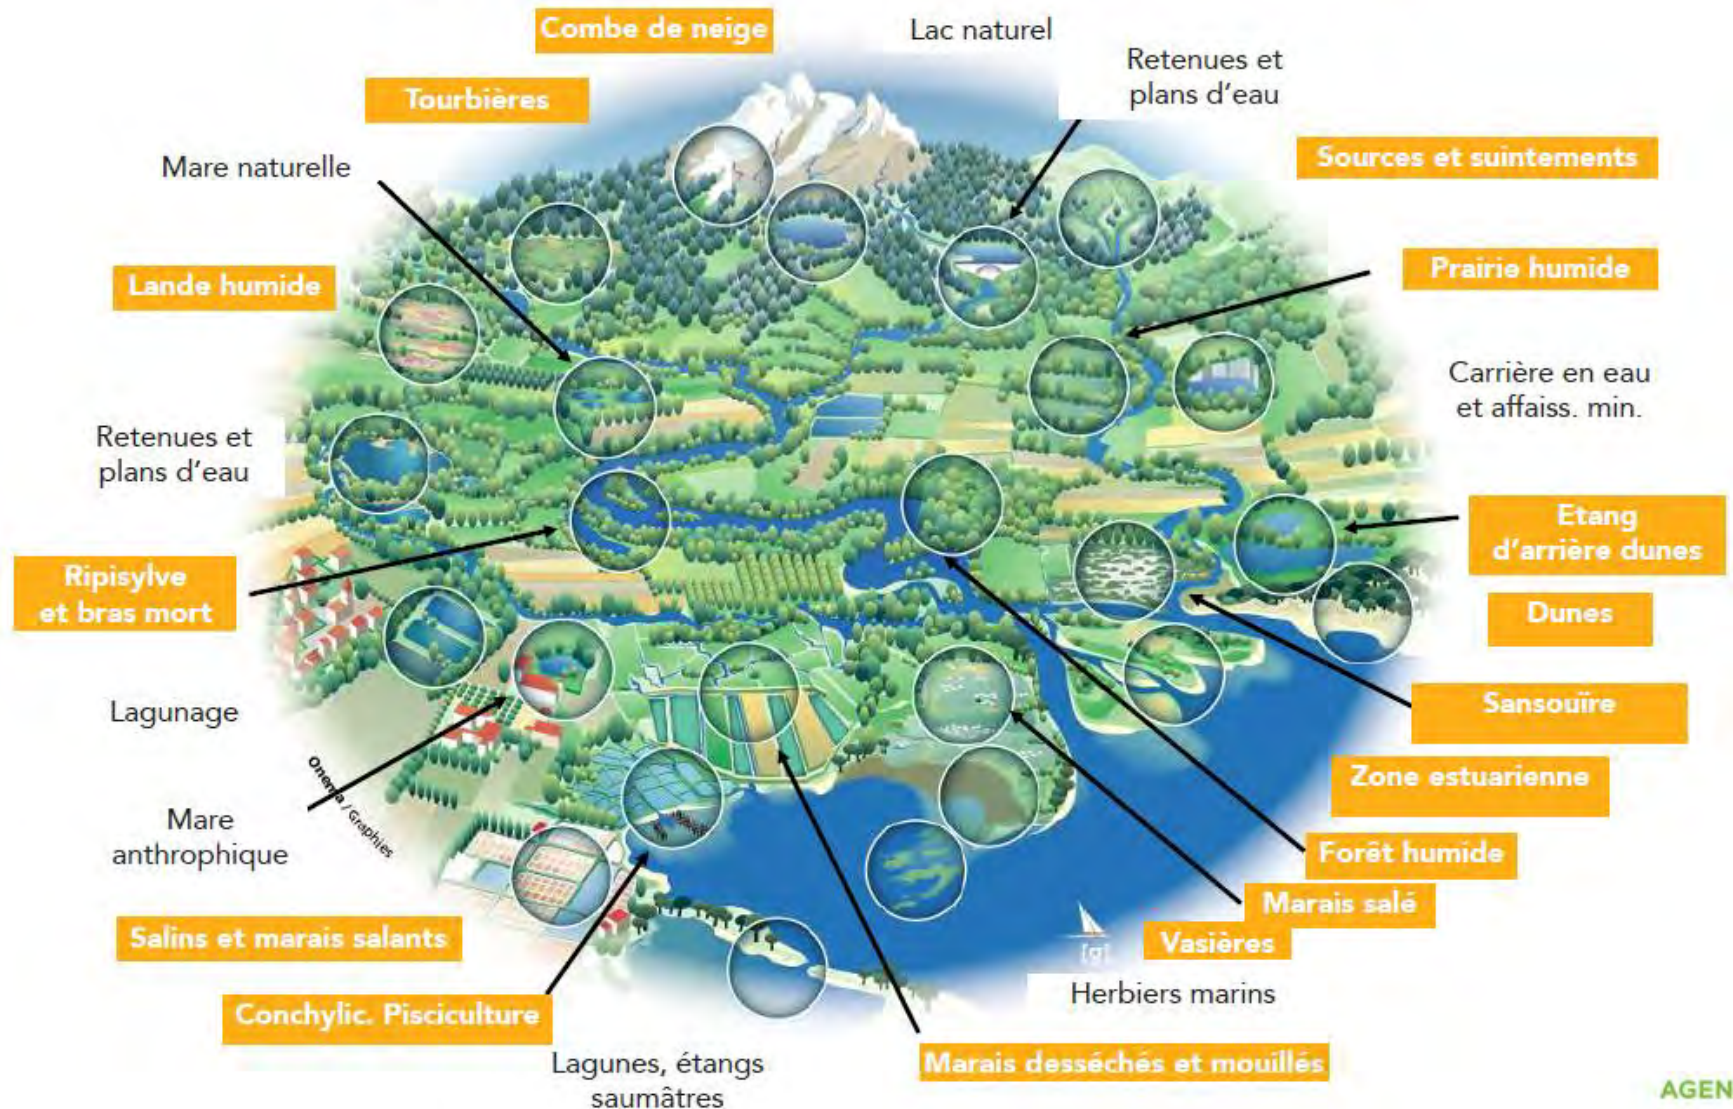 Combe de neige
Lac naturel
Retenues et
plans d'eau
Tourbières
Sources et suintements
Mare naturelle
Prairie humide
Lande humide
Carrière en eau
et affaiss. min.
Retenues et
plans d'eau
Etang
d'arrière dunes
Ripisylve
et bras mort
Dunes
Sansouïre
Lagunage
Zone estuarienne
Onema / Graphies
Mare
anthrophique
Forêt humide
Marais salé
Salins et marais salants
Vasières
[g]
Herbiers marins
Conchylic. Pisciculture
Lagunes, étangs
saumâtres
Marais desséchés et mouillés
AGEN